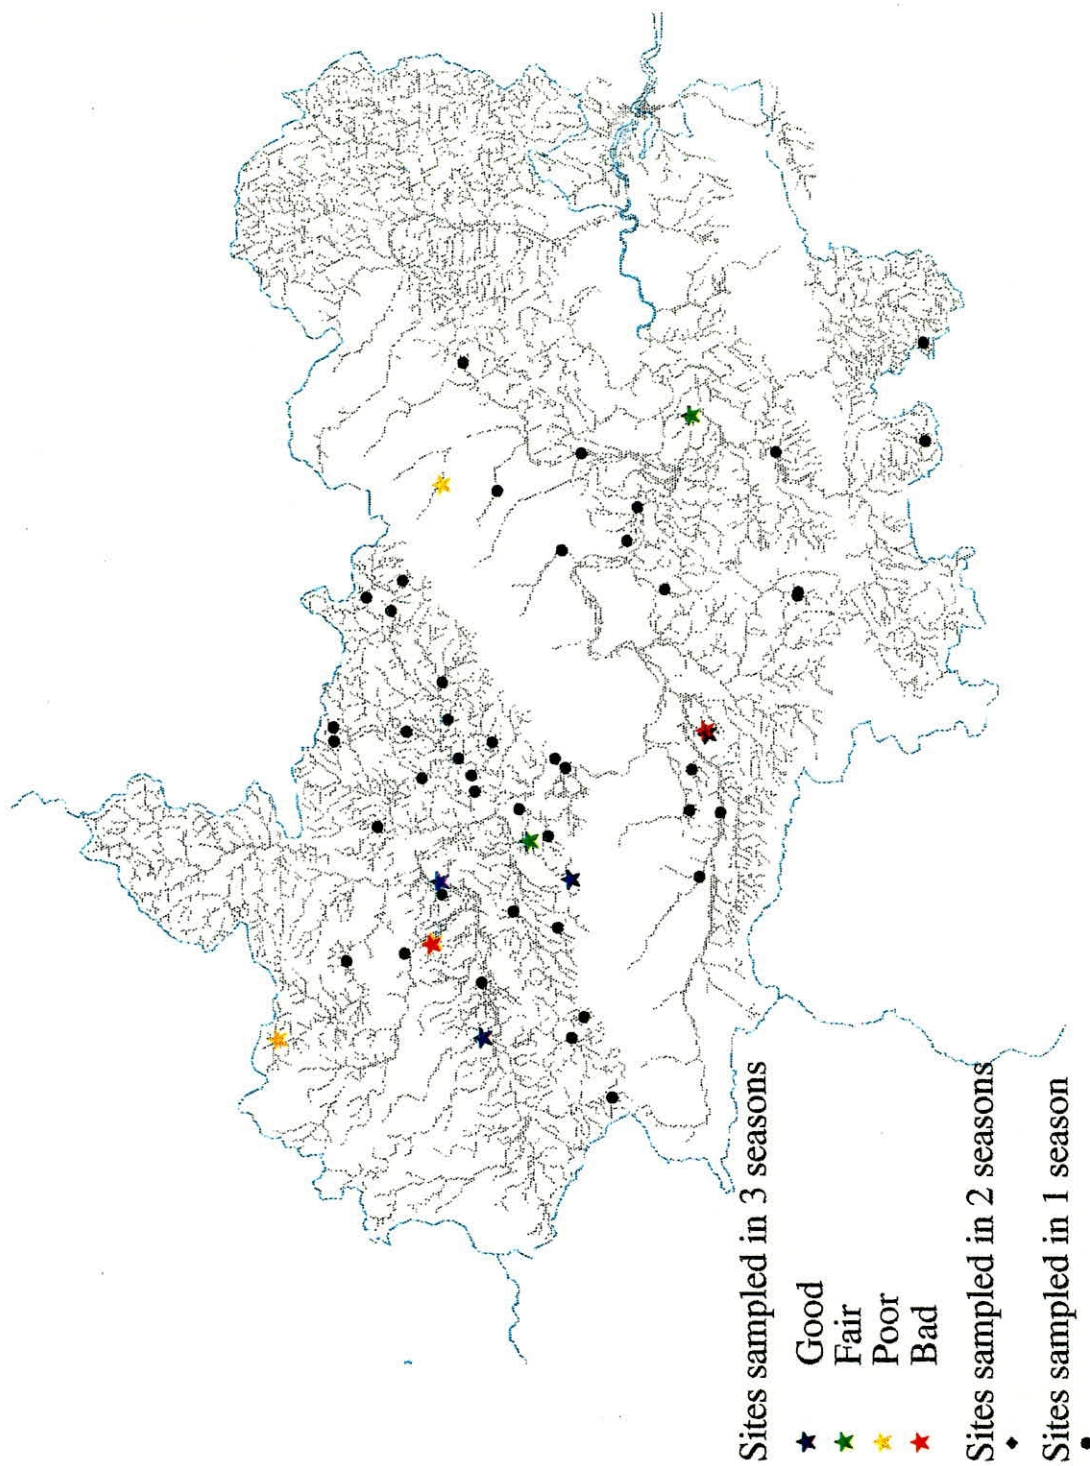 Sites sampled in 3 seasons
Good
Fair
Poor
Bad
Sites sampled in 2 seasons
Sites sampled in 1 season